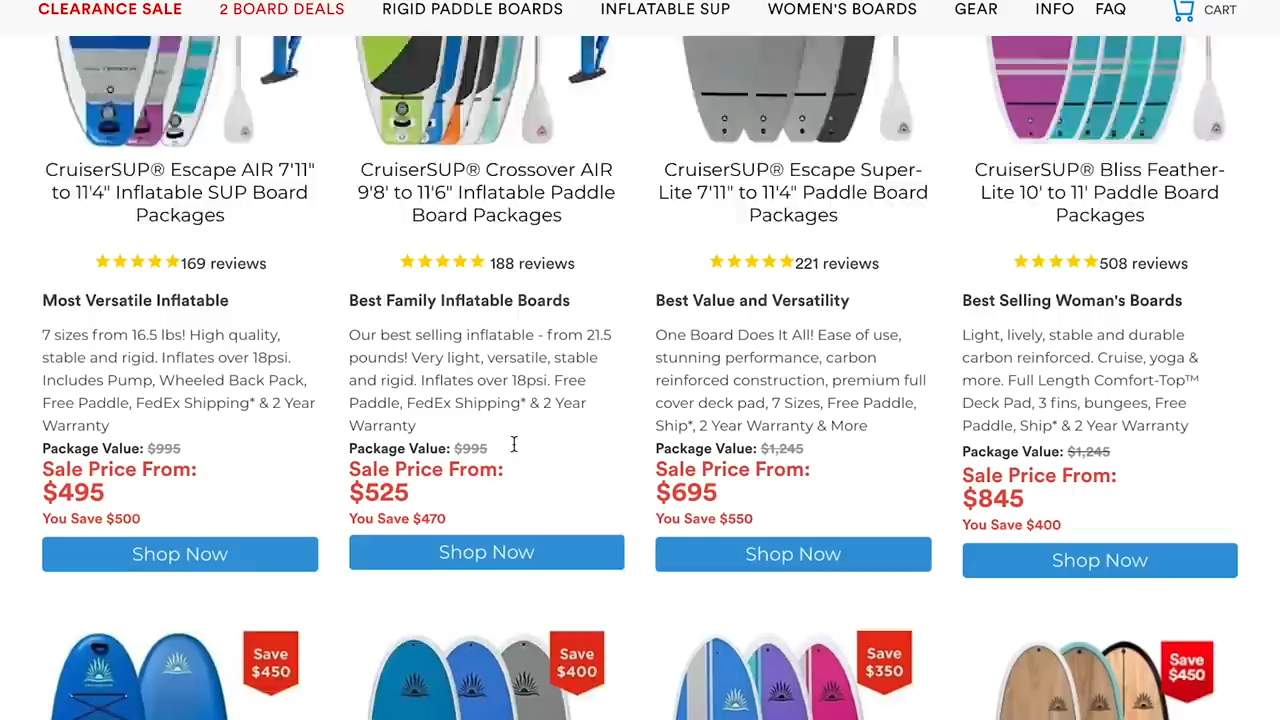 CLEARANCE SALE 2 BOARD DEALS RIGID PADDLE BOARDS INFLATABLE SUP WOMEN'S BOARDS GEAR INFO FAQ CART
CruiserSUP® Escape AIR 7'11"
to 11'4" Inflatable SUP Board
Packages
169 reviews
Most Versatile Inflatable
7 sizes from 16.5 lbs! High quality,
stable and rigid. Inflates over 18psi.
Includes Pump, Wheeled Back Pack,
Free Paddle, FedEx Shipping* & 2 Year
Warranty
Package Value: $995
Sale Price From:
$495
You Save $500
Shop Now
CruiserSUP® Crossover AIR
9'8' to 11'6" Inflatable Paddle
Board Packages
188 reviews
Best Family Inflatable Boards
Our best selling inflatable - from 21.5
pounds! Very light, versatile, stable
and rigid. Inflates over 18psi. Free
Paddle, FedEx Shipping* & 2 Year
Warranty
Package Value: $995
Sale Price From:
$525
You Save $470
Shop Now
CruiserSUP® Escape Super-
Lite 7'11" to 11'4" Paddle Board
Packages
221 reviews
Best Value and Versatility
One Board Does It All! Ease of use,
stunning performance, carbon
reinforced construction, premium full
cover deck pad, 7 Sizes, Free Paddle,
Ship*, 2 Year Warranty & More
Package Value: $1,245
Sale Price From:
$695
You Save $550
Shop Now
CruiserSUP® Bliss Feather-
Lite 10' to 11' Paddle Board
Packages
508 reviews
Best Selling Woman's Boards
Light, lively, stable and durable
carbon reinforced. Cruise, yoga &
more. Full Length Comfort-Top™
Deck Pad, 3 fins, bungees, Free
Paddle, Ship* & 2 Year Warranty
Package Value: $1,245
Sale Price From:
$845
You Save $400
Shop Now
Save
$450
Save
$400
Save
$350
Save
$450